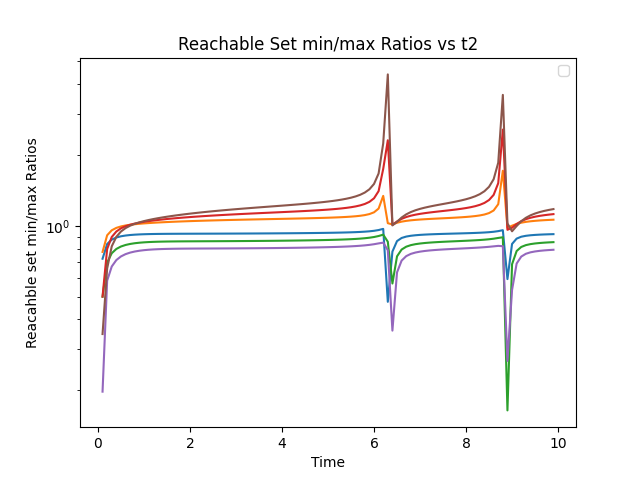 Reachable Set min/max Ratios vs t2
Reacahble set min/max Ratios
10^0
0 2 4 6 8 10
Time